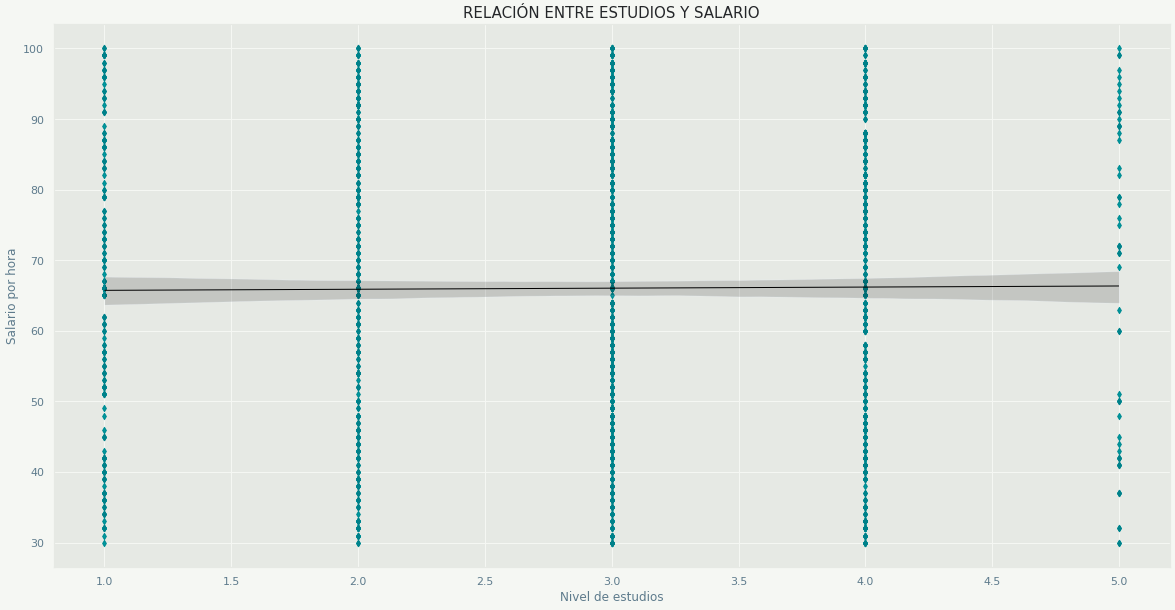 RELACIÓN ENTRE ESTUDIOS Y SALARIO
Salario por hora
100
90
80
70
60
50
40
30
1.0 1.5 2.0 2.5 3.0 3.5 4.0 4.5 5.0
Nivel de estudios